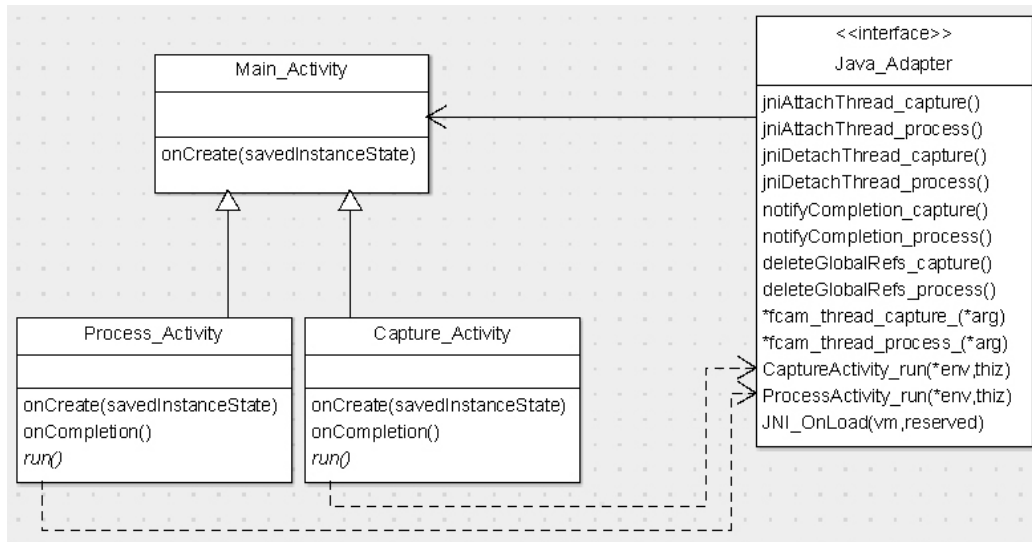 Main_Activity
onCreate(savedInstanceState)
<<interface>>
Java_Adapter
jniAttachThread_capture()
jniAttachThread_process()
jniDetachThread_capture()
jniDetachThread_process()
notifyCompletion_capture()
notifyCompletion_process()
deleteGlobalRefs_capture()
deleteGlobalRefs_process()
*fcam_thread_capture_(*arg)
*fcam_thread_process_(*arg)
CaptureActivity_run(*env,thiz)
ProcessActivity_run(*env,thiz)
JNI_OnLoad(vm,reserved)
Process_Activity
onCreate(savedInstanceState)
onCompletion()
run()
Capture_Activity
onCreate(savedInstanceState)
onCompletion()
run()